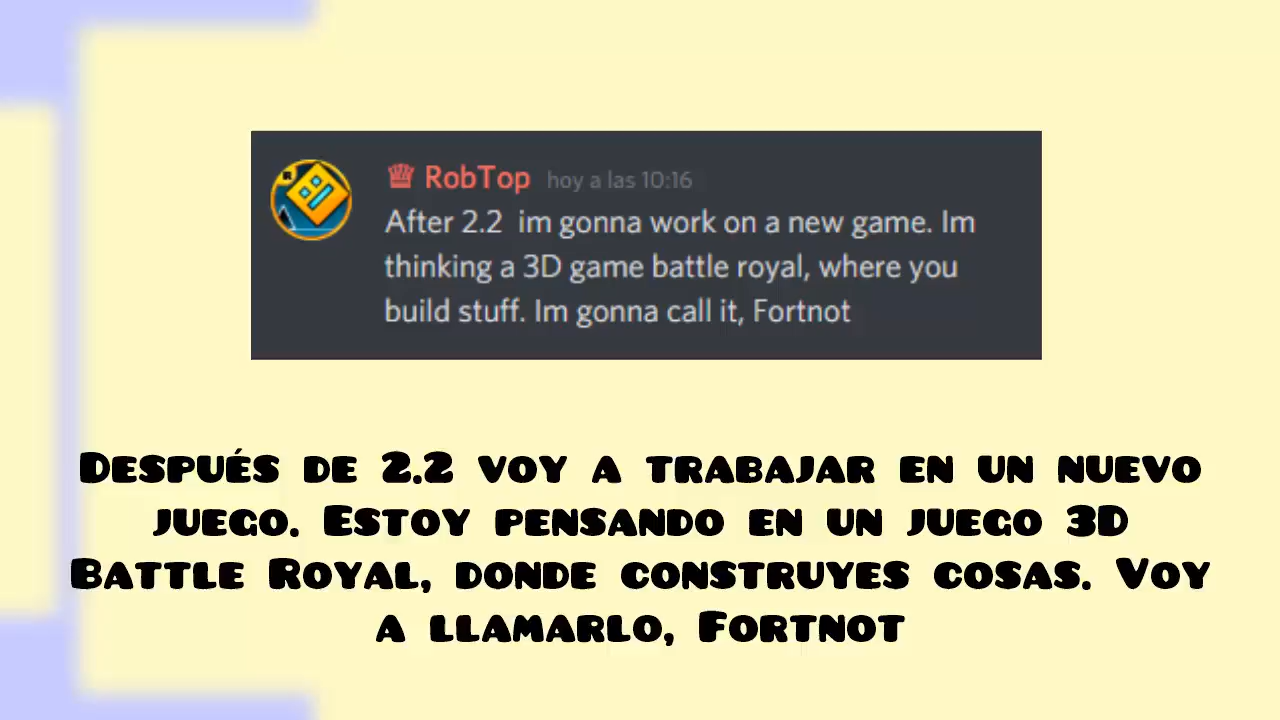 RobTop hoy a las 10:16
After 2.2 im gonna work on a new game. Im
thinking a 3D game battle royal, where you
build stuff. Im gonna call it, Fortnot
Después de 2.2 voy a trabajar en un nuevo
juego. Estoy pensando en un juego 3D
Battle Royal, donde construyes cosas. Voy
a llamarlo, Fortnot